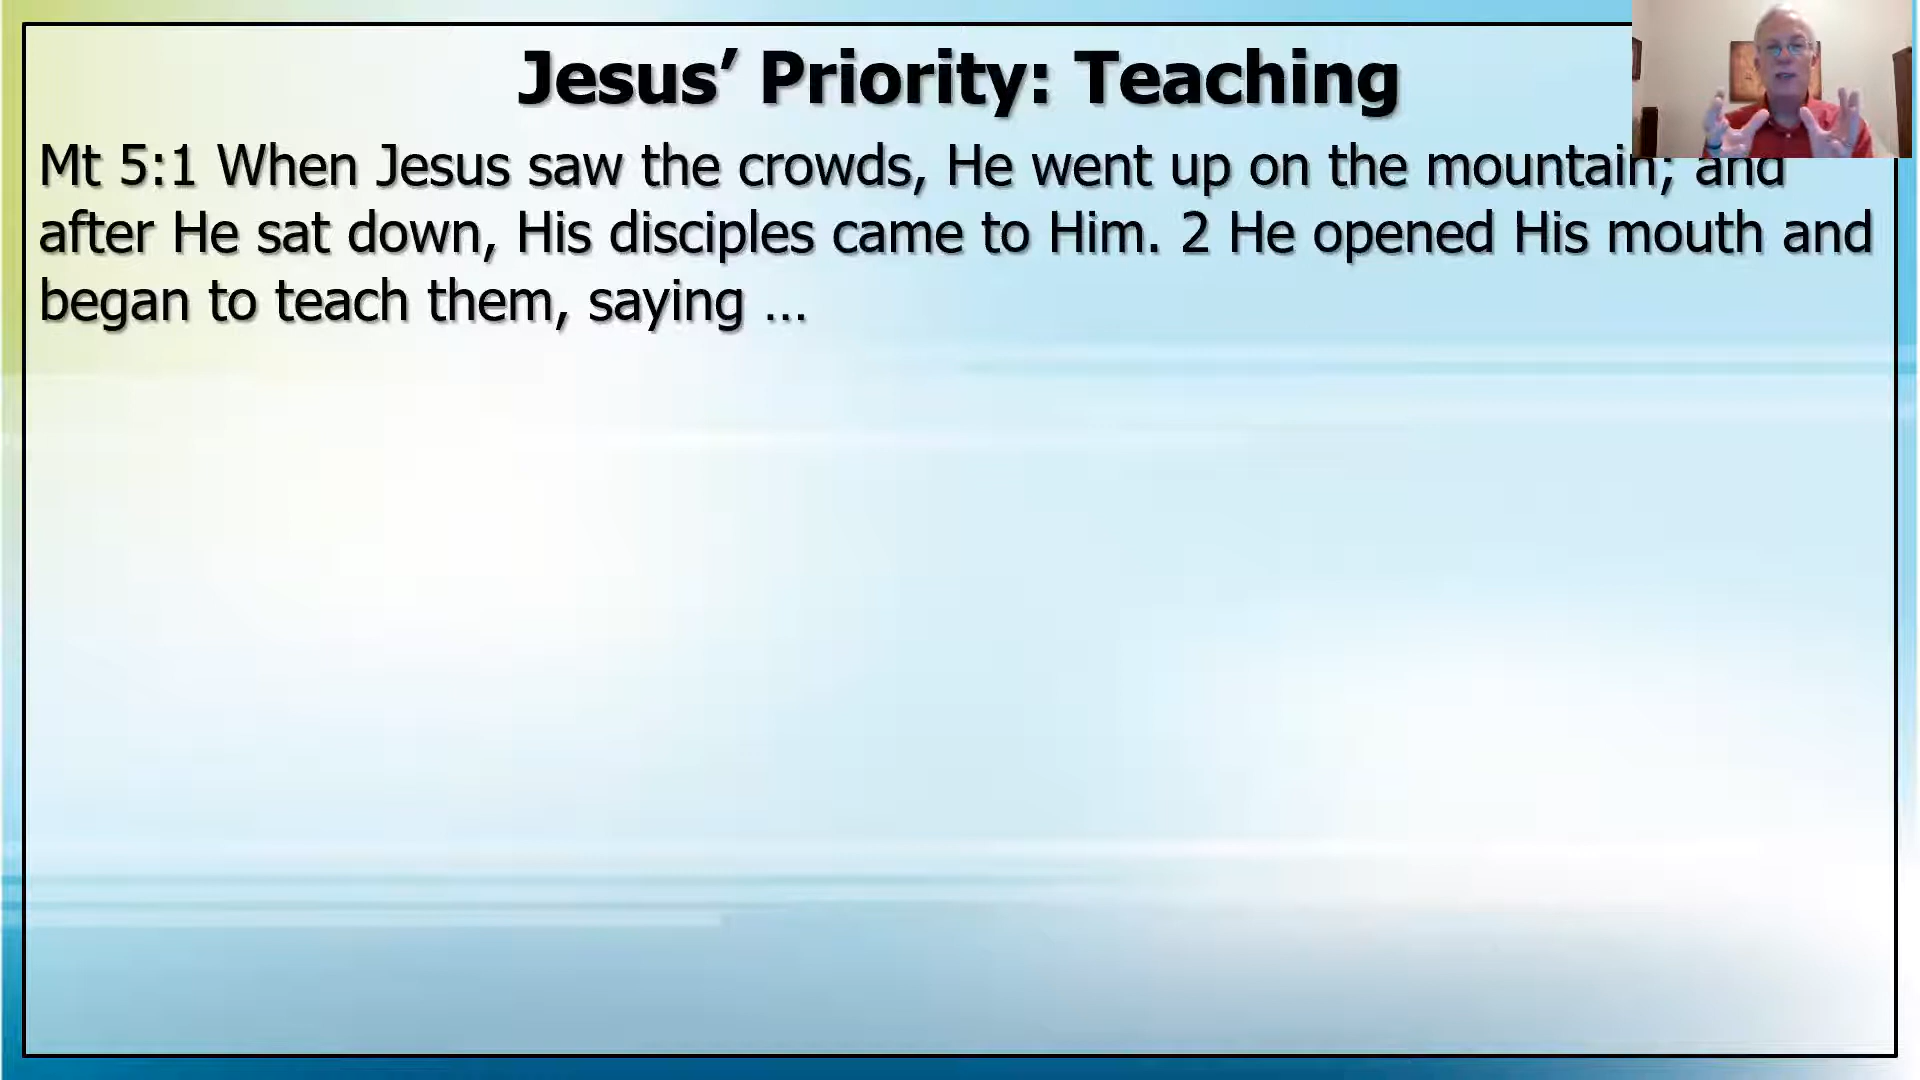 Jesus’ Priority: Teaching
Mt 5:1 When Jesus saw the crowds, He went up on the mountain; and
after He sat down, His disciples came to Him. 2 He opened His mouth and
began to teach them, saying …